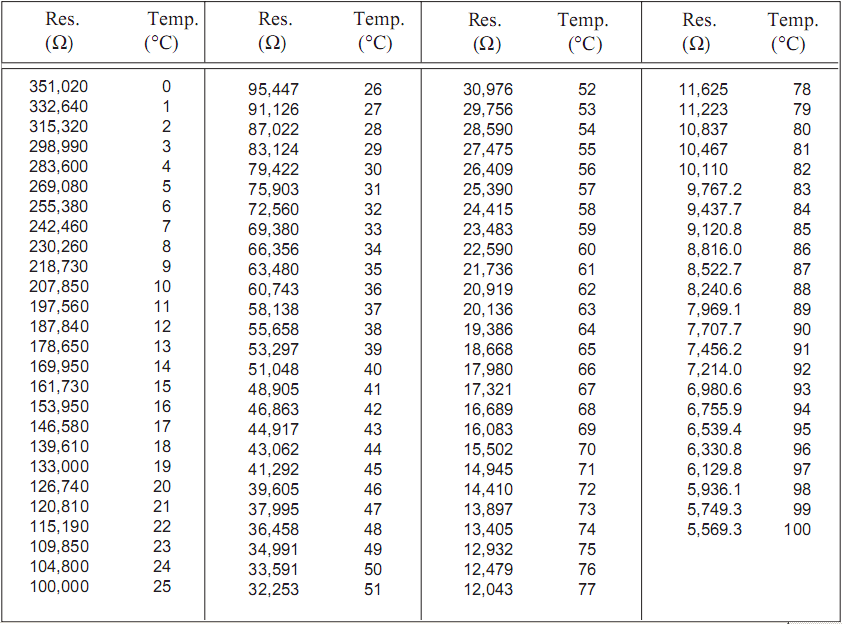 Res. Temp. Res. Temp. Res. Temp. Res. Temp.
(Ω) (°C) (Ω) (°C) (Ω) (°C) (Ω) (°C)
351,020 0 95,447 26 30,976 52 11,625 78
332,640 1 91,126 27 29,756 53 11,223 79
315,320 2 87,022 28 28,590 54 10,837 80
298,990 3 83,124 29 27,475 55 10,467 81
283,600 4 79,422 30 26,409 56 10,110 82
269,080 5 75,903 31 25,390 57 9,767.2 83
255,380 6 72,560 32 24,415 58 9,437.7 84
242,460 7 69,380 33 23,483 59 9,120.8 85
230,260 8 66,356 34 22,590 60 8,816.0 86
218,730 9 63,480 35 21,736 61 8,522.7 87
207,850 10 60,743 36 20,919 62 8,240.6 88
197,560 11 58,138 37 20,136 63 7,969.1 89
187,840 12 55,658 38 19,386 64 7,707.7 90
178,650 13 53,297 39 18,668 65 7,456.2 91
169,950 14 51,048 40 17,980 66 7,214.0 92
161,730 15 48,905 41 17,321 67 6,980.6 93
153,950 16 46,863 42 16,689 68 6,755.9 94
146,580 17 44,917 43 16,083 69 6,539.4 95
139,610 18 43,062 44 15,502 70 6,330.8 96
133,000 19 41,292 45 14,945 71 6,129.8 97
126,740 20 39,605 46 14,410 72 5,936.1 98
120,810 21 37,995 47 13,897 73 5,749.3 99
115,190 22 36,458 48 13,405 74 5,569.3 100
109,850 23 34,991 49 12,932 75
104,800 24 33,591 50 12,479 76
100,000 25 32,253 51 12,043 77